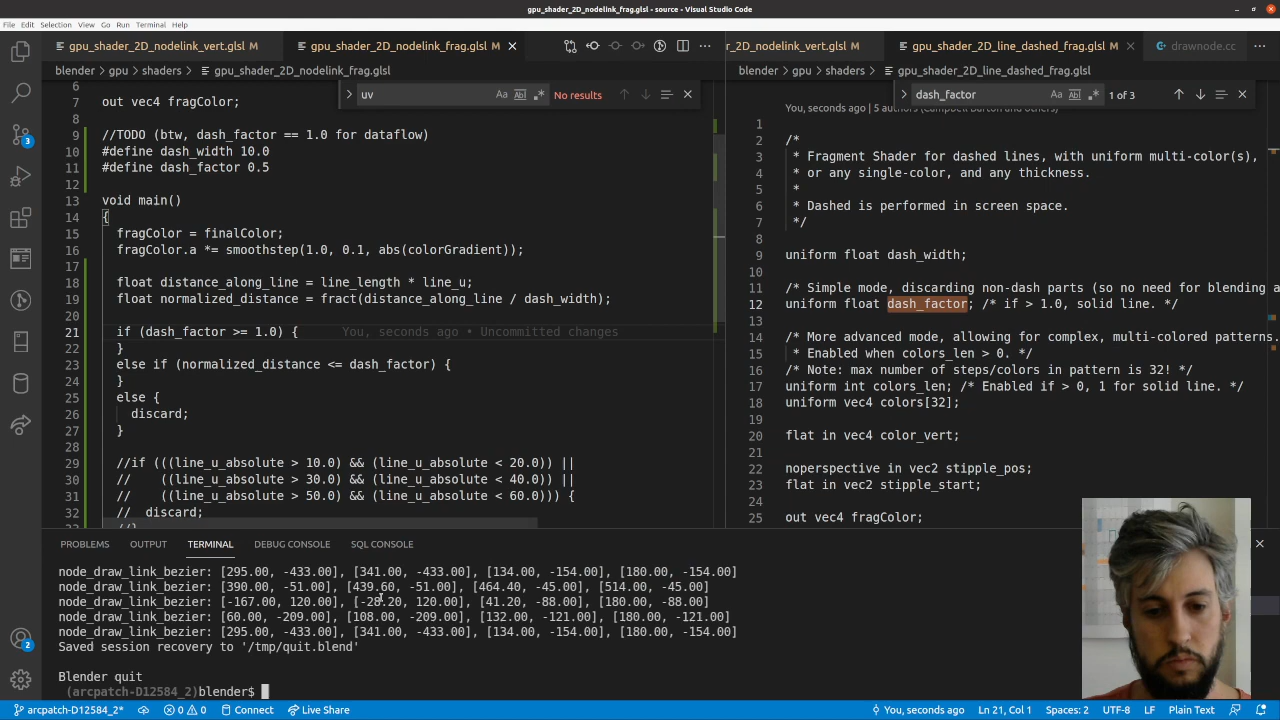 gpu_shader_2D_nodelink_frag.glsl - source - Visual Studio Code
File Edit Selection View Go Run Terminal Help
gpu_shader_2D_nodelink_vert.glsl M
gpu_shader_2D_nodelink_frag.glsl M
r_2D_nodelink_vert.glsl M
gpu_shader_2D_line_dashed_frag.glsl M
drawnode.cc
blender > gpu > shaders > gpu_shader_2D_nodelink_frag.glsl
blender > gpu > shaders > gpu_shader_2D_line_dashed_frag.glsl
uv
No results
dash_factor
1 of 3
6
7 out vec4 fragColor;
8
9 //TODO (btw, dash_factor == 1.0 for dataflow)
10 #define dash_width 10.0
11 #define dash_factor 0.5
12
13 void main()
14 {
15 fragColor = finalColor;
16 fragColor.a *= smoothstep(1.0, 0.1, abs(colorGradient));
17
18 float distance_along_line = line_length * line_u;
19 float normalized_distance = fract(distance_along_line / dash_width);
20
21 if (dash_factor >= 1.0) { You, seconds ago • Uncommitted changes
22 }
23 else if (normalized_distance <= dash_factor) {
24 }
25 else {
26 discard;
27 }
28
29 //if (((line_u_absolute > 10.0) && (line_u_absolute < 20.0)) ||
30 // ((line_u_absolute > 30.0) && (line_u_absolute < 40.0)) ||
31 // ((line_u_absolute > 50.0) && (line_u_absolute < 60.0))) {
32 // discard;
33 //}
You, seconds ago | 5 authors (Campbell Barton and others)
1
2 /*
3 * Fragment Shader for dashed lines, with uniform multi-color(s),
4 * or any single-color, and any thickness.
5 *
6 * Dashed is performed in screen space.
7 */
8
9 uniform float dash_width;
10
11 /* Simple mode, discarding non-dash parts (so no need for blending a
12 uniform float dash_factor; /* if > 1.0, solid line. */
13
14 /* More advanced mode, allowing for complex, multi-colored patterns.
15 * Enabled when colors_len > 0. */
16 /* Note: max number of steps/colors in pattern is 32! */
17 uniform int colors_len; /* Enabled if > 0, 1 for solid line. */
18 uniform vec4 colors[32];
19
20 flat in vec4 color_vert;
21
22 noperspective in vec2 stipple_pos;
23 flat in vec2 stipple_start;
24
25 out vec4 fragColor;
PROBLEMS OUTPUT TERMINAL DEBUG CONSOLE SQL CONSOLE
node_draw_link_bezier: [295.00, -433.00], [341.00, -433.00], [134.00, -154.00], [180.00, -154.00]
node_draw_link_bezier: [390.00, -51.00], [439.60, -51.00], [464.40, -45.00], [514.00, -45.00]
node_draw_link_bezier: [-167.00, 120.00], [-28.20, 120.00], [41.20, -88.00], [180.00, -88.00]
node_draw_link_bezier: [60.00, -209.00], [108.00, -209.00], [132.00, -121.00], [180.00, -121.00]
node_draw_link_bezier: [295.00, -433.00], [341.00, -433.00], [134.00, -154.00], [180.00, -154.00]
Saved session recovery to '/tmp/quit.blend'
Blender quit
(arcpatch-D12584_2)blender$
3
2
arcpatch-D12584_2* 0 0 Connect Live Share
You, seconds ago Ln 21, Col 1 Spaces: 2 UTF-8 LF Plain Text